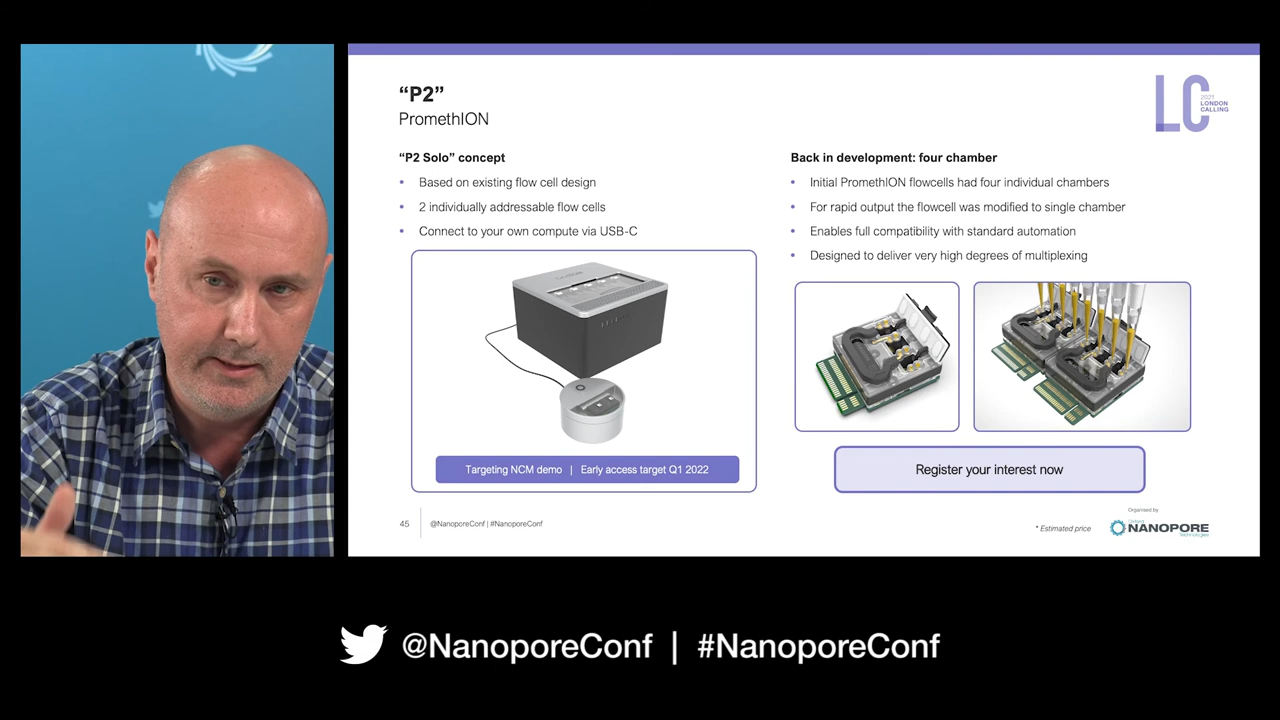 “P2”
PromethION
LC
2021
LONDON
CALLING
“P2 Solo” concept
• Based on existing flow cell design
• 2 individually addressable flow cells
• Connect to your own compute via USB-C
Targeting NCM demo | Early access target Q1 2022
Back in development: four chamber
• Initial PromethION flowcells had four individual chambers
• For rapid output the flowcell was modified to single chamber
• Enables full compatibility with standard automation
• Designed to deliver very high degrees of multiplexing
Register your interest now
45
@NanoporeConf | #NanoporeConf
* Estimated price
Organised by
Oxford
NANOPORE
Technologies
@NanoporeConf | #NanoporeConf